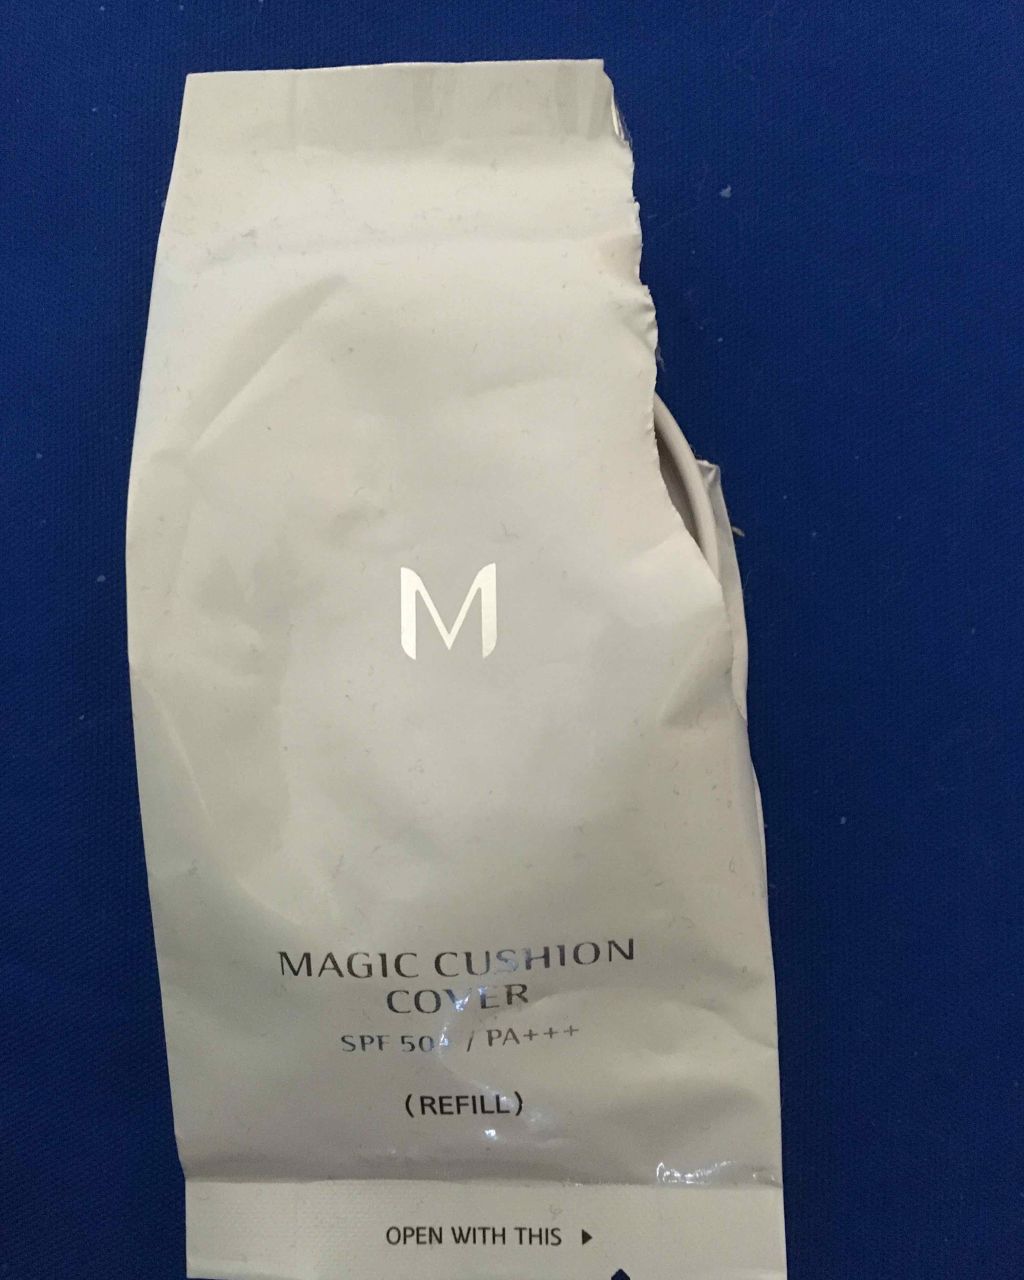 M
MAGIC CUSHION
COVER
SPF 50+ / PA+++
(REFILL)
OPEN WITH THIS ▶